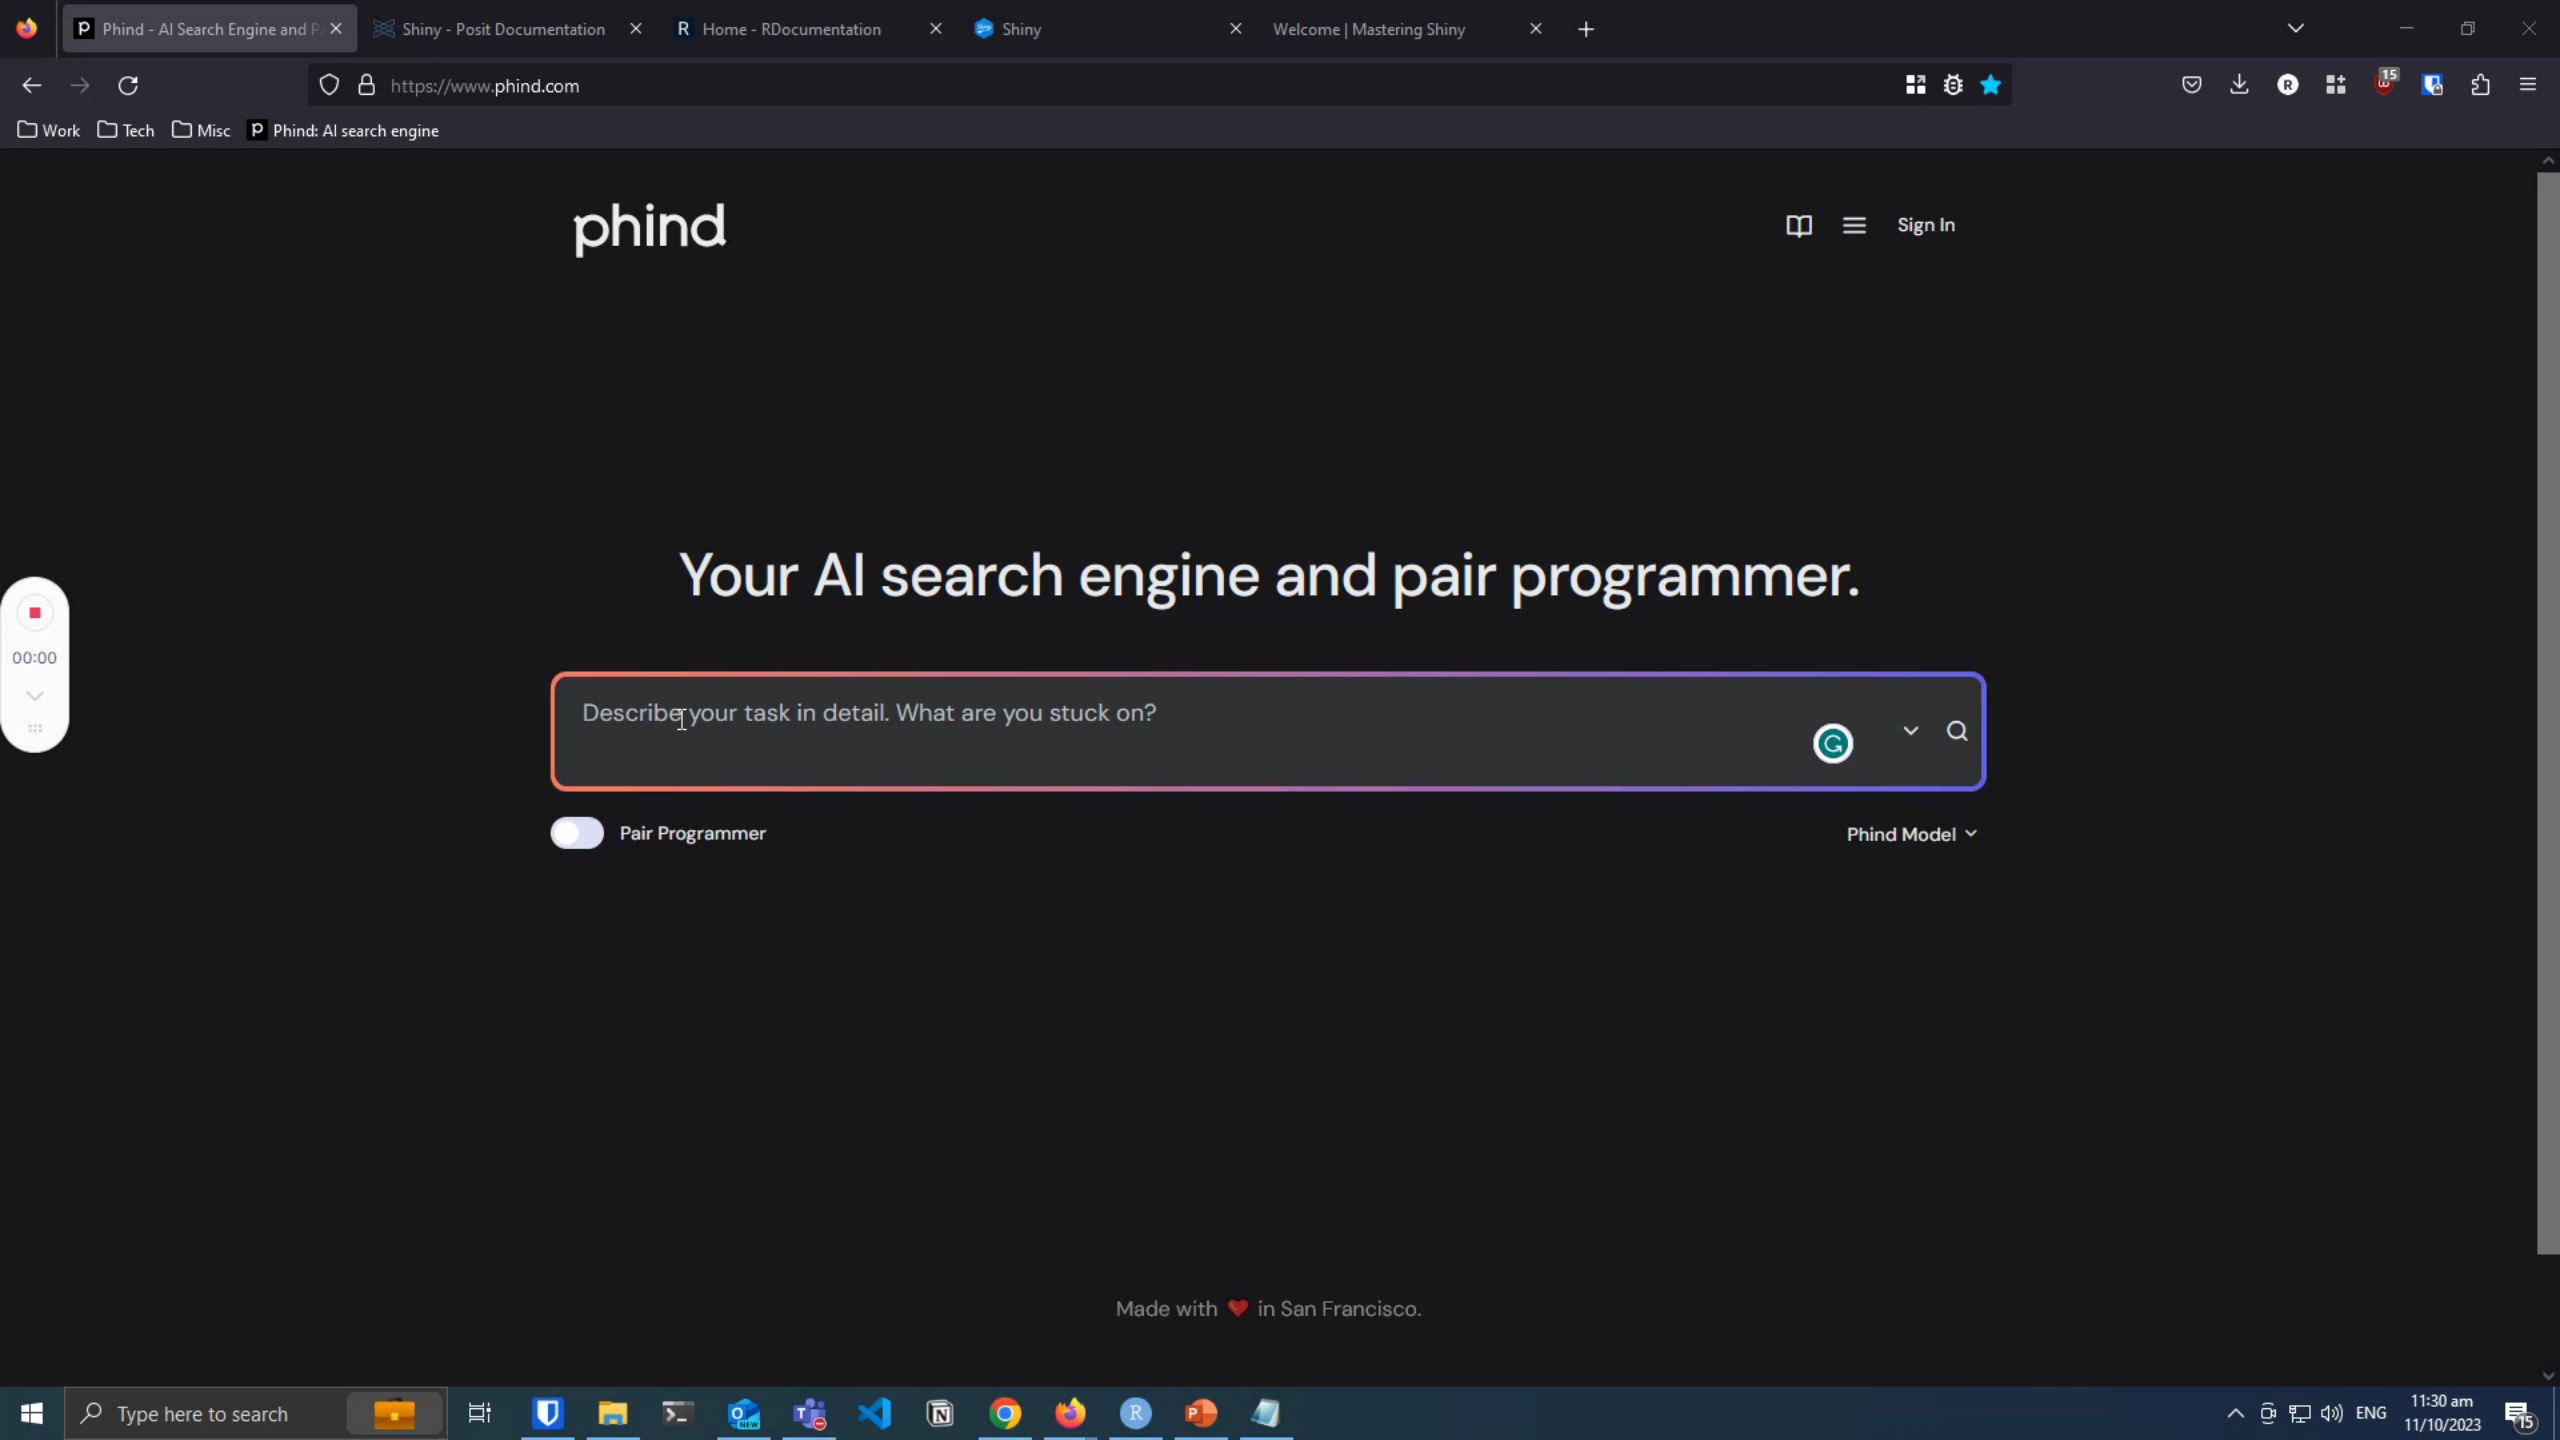 Phind - AI Search Engine and P
Shiny - Posit Documentation
R Home - RDocumentation
Shiny
Welcome | Mastering Shiny
https://www.phind.com
15
Work
Tech
Misc
Phind: AI search engine
phind
Sign In
Your AI search engine and pair programmer.
00:00
Describe your task in detail. What are you stuck on?
Pair Programmer
Phind Model
Made with ❤ in San Francisco.
Type here to search
NEW
ENG
11:30 am
11/10/2023
15